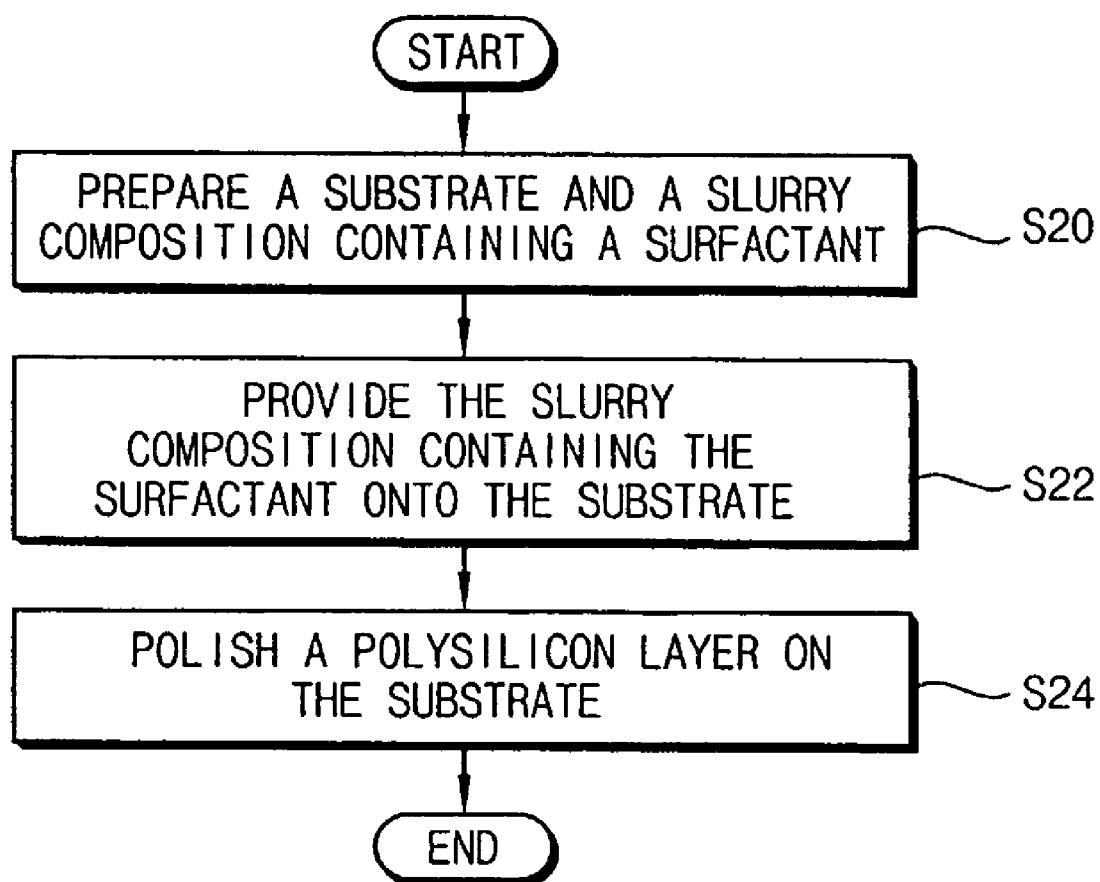 START
PREPARE A SUBSTRATE AND A SLURRY
COMPOSITION CONTAINING A SURFACTANT
S20
PROVIDE THE SLURRY
COMPOSITION CONTAINING THE
SURFACTANT ONTO THE SUBSTRATE
S22
POLISH A POLYSILICON LAYER ON
THE SUBSTRATE
S24
END